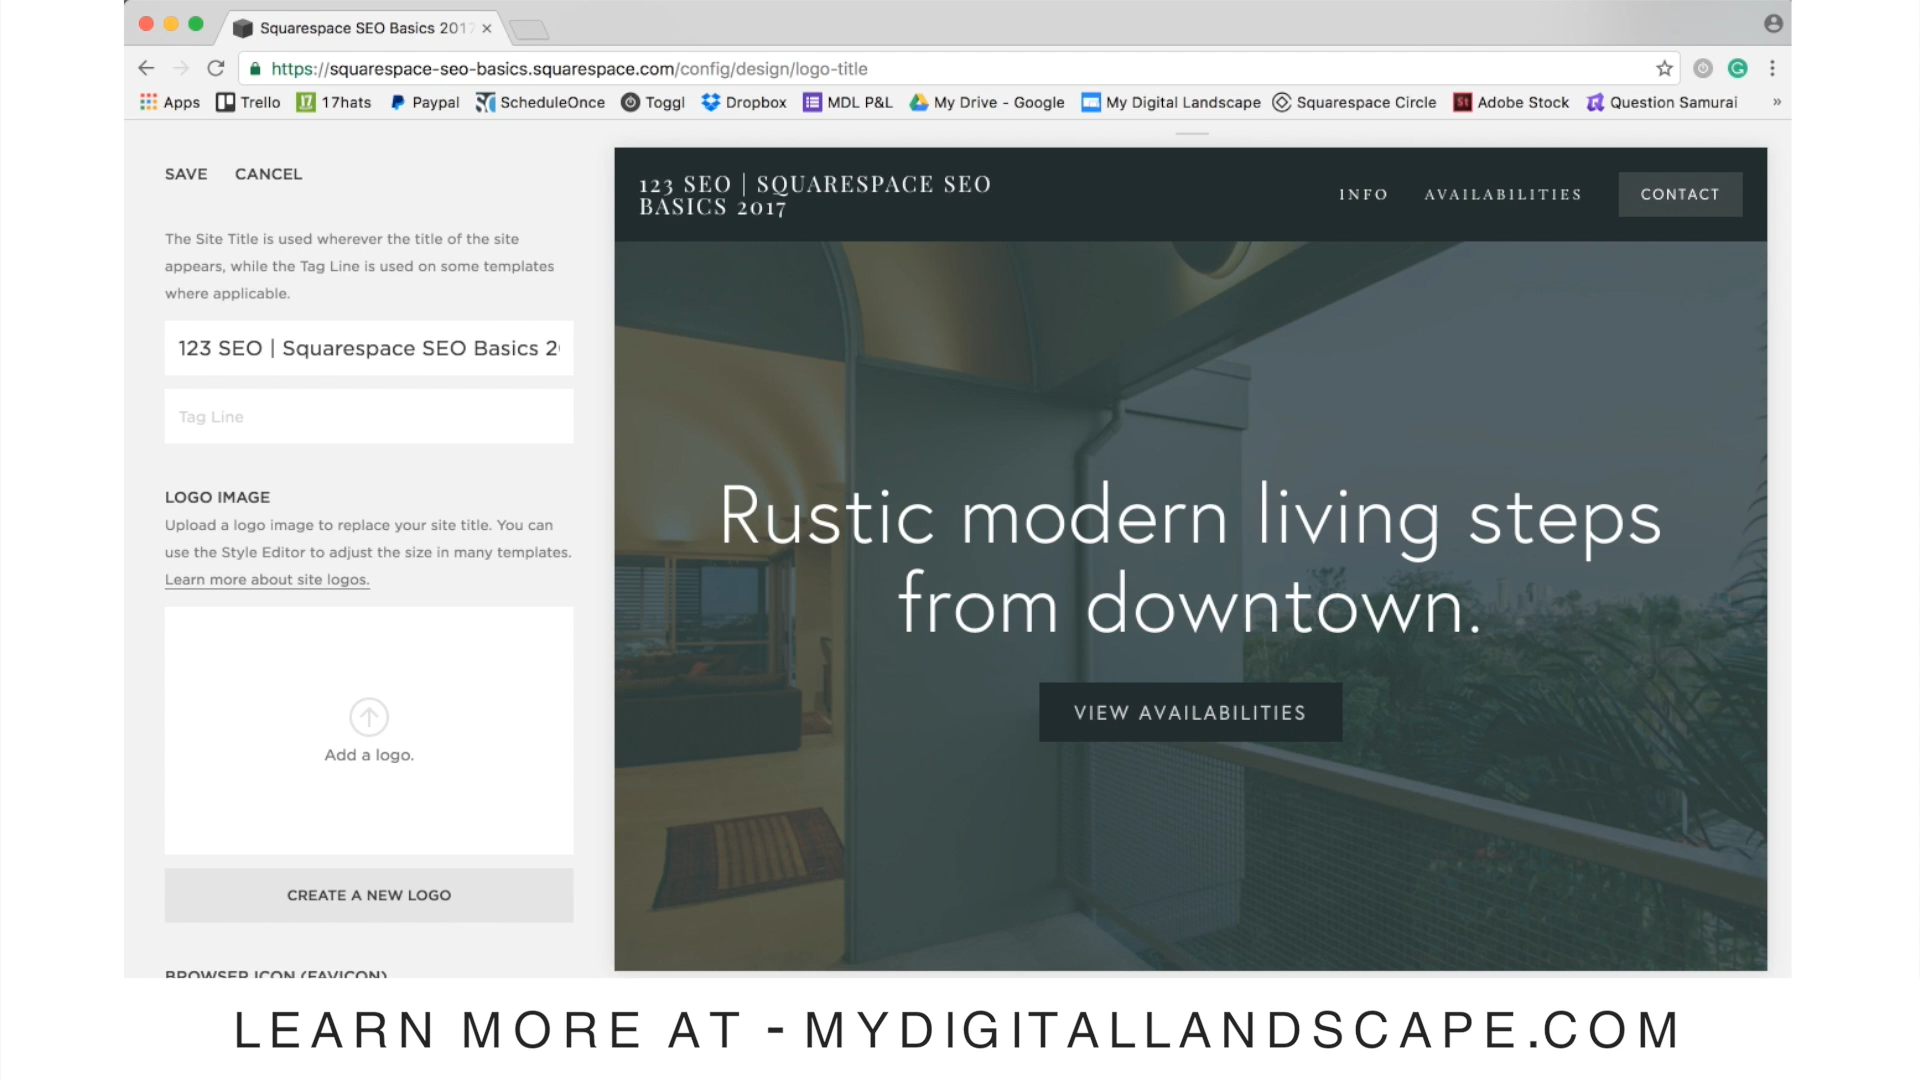 Squarespace SEO Basics 2017
https://squarespace-seo-basics.squarespace.com/config/design/logo-title
Apps Trello 17hats Paypal ScheduleOnce Toggl Dropbox MDL P&L My Drive - Google My Digital Landscape Squarespace Circle Adobe Stock Question Samurai »
SAVE CANCEL
The Site Title is used wherever the title of the site
appears, while the Tag Line is used on some templates
where applicable.
123 SEO | Squarespace SEO Basics 2
Tag Line
LOGO IMAGE
Upload a logo image to replace your site title. You can
use the Style Editor to adjust the size in many templates.
Learn more about site logos.
Add a logo.
CREATE A NEW LOGO
BROWSER ICON (FAVICON)
123 SEO | SQUARESPACE SEO
BASICS 2017
INFO AVAILABILITIES CONTACT
Rustic modern living steps
from downtown.
VIEW AVAILABILITIES
LEARN MORE AT - MYDIGITALLANDSCAPE.COM